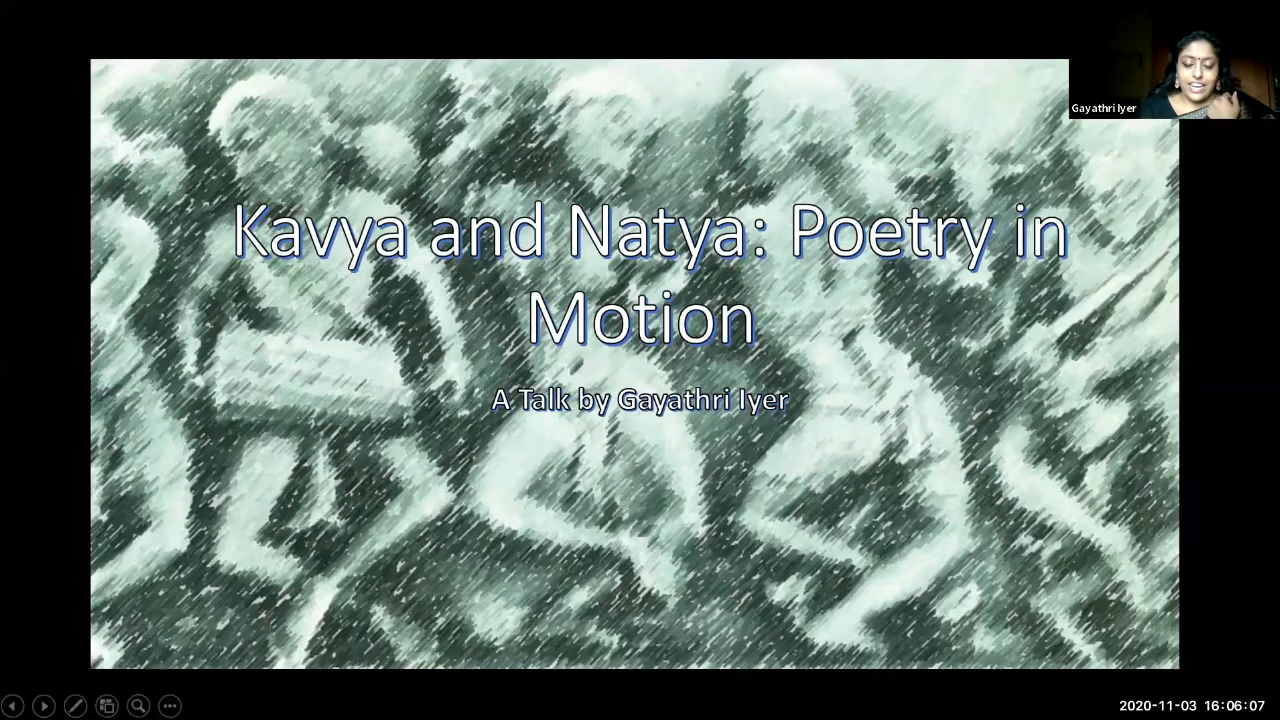 Gayathri Iyer
Kavya and Natya: Poetry in
Motion
A Talk by Gayathri Iyer
2020-11-03 16:06:07